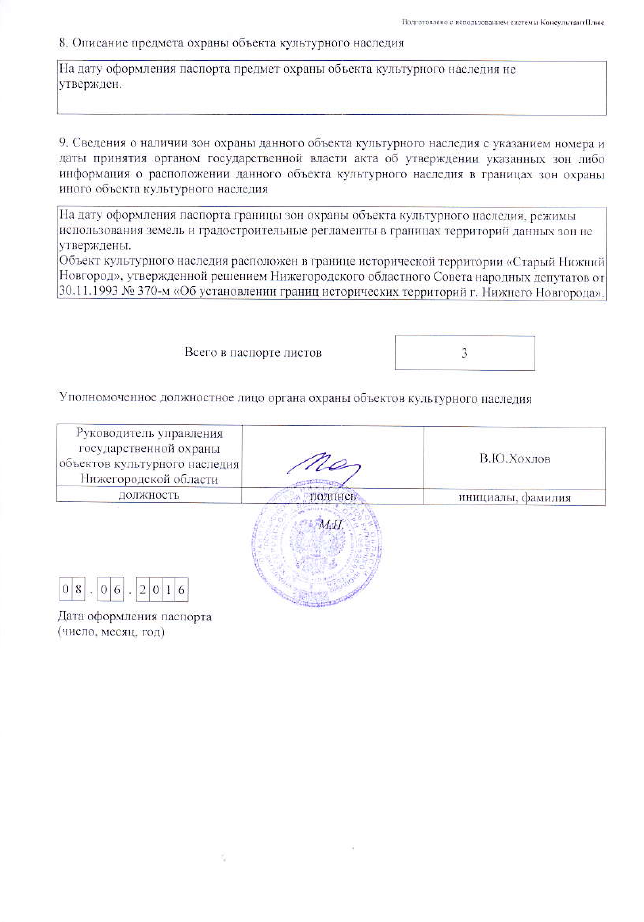 Подготовлено с использованием системы КонсультантПлюс
8. Описание предмета охраны объекта культурного наследия
На дату оформления паспорта предмет охраны объекта культурного наследия не
утвержден.
9. Сведения о наличии зон охраны данного объекта культурного наследия с указанием номера и
даты принятия органом государственной власти акта об утверждении указанных зон либо
информация о расположении данного объекта культурного наследия в границах зон охраны
иного объекта культурного наследия
На дату оформления паспорта границы зон охраны объекта культурного наследия, режимы
использования земель и градостроительные регламенты в границах территорий данных зон не
утверждены.
Объект культурного наследия расположен в границе исторической территории «Старый Нижний
Новгород», утвержденной решением Нижегородского областного Совета народных депутатов от
30.11.1993 № 370-м «Об установлении границ исторических территорий г. Нижнего Новгорода».
Всего в паспорте листов 3
Уполномоченное должностное лицо органа охраны объектов культурного наследия
Руководитель управления
государственной охраны
объектов культурного наследия
Нижегородской области
В.Ю.Хохлов
должность подпись инициалы, фамилия
М.П.
08.06.2016
Дата оформления паспорта
(число, месяц, год)